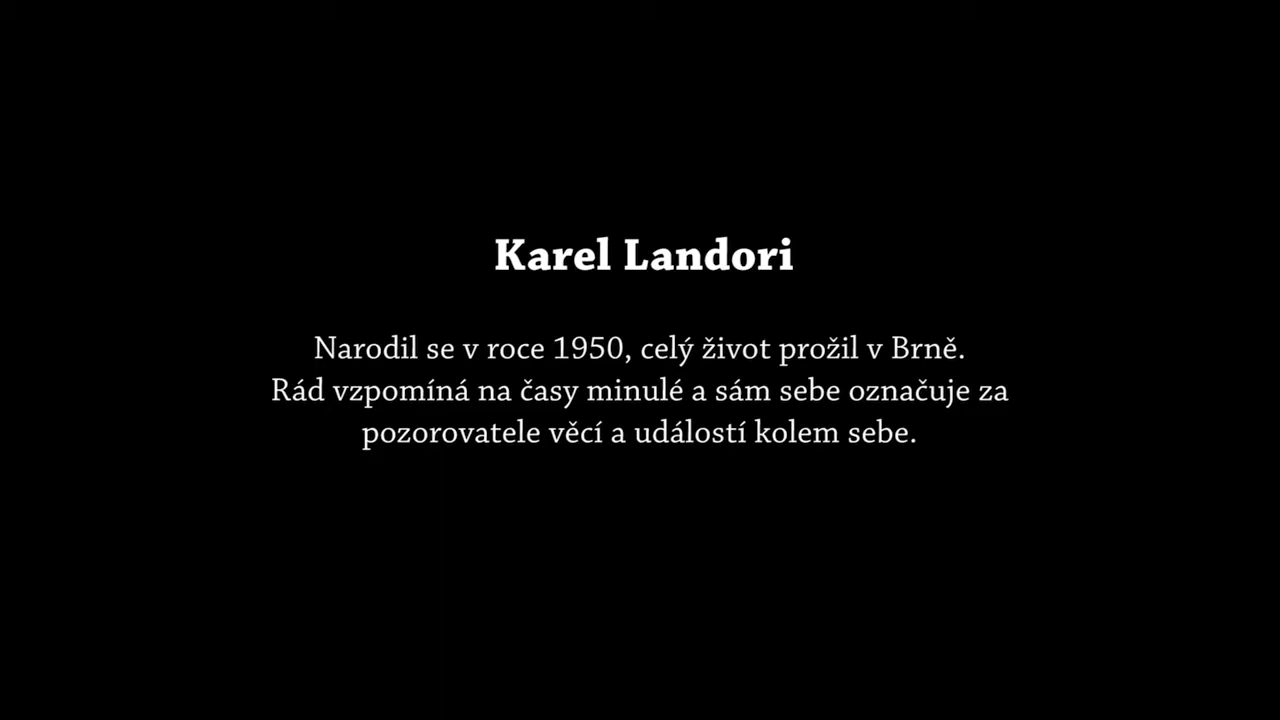 Karel Landori
Narodil se v roce 1950, celý život prožil v Brně.
Rád vzpomíná na časy minulé a sám sebe označuje za
pozorovatele věcí a událostí kolem sebe.